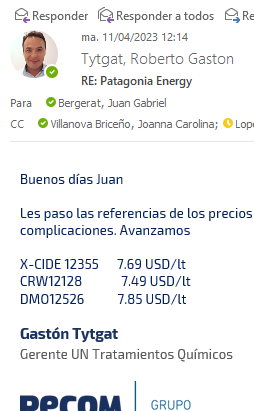 Responder Responder a todos Re
ma. 11/04/2023 12:14
Tytgat, Roberto Gaston
RE: Patagonia Energy
Para Bergerat, Juan Gabriel
CC Villanova Briceño, Joanna Carolina; Lope
Buenos días Juan
Les paso las referencias de los precios
complicaciones. Avanzamos
X-CIDE 12355 7.69 USD/lt
CRW12128 7.49 USD/lt
DMO12526 7.85 USD/lt
Gastón Tytgat
Gerente UN Tratamientos Químicos
PECOM GRUPO